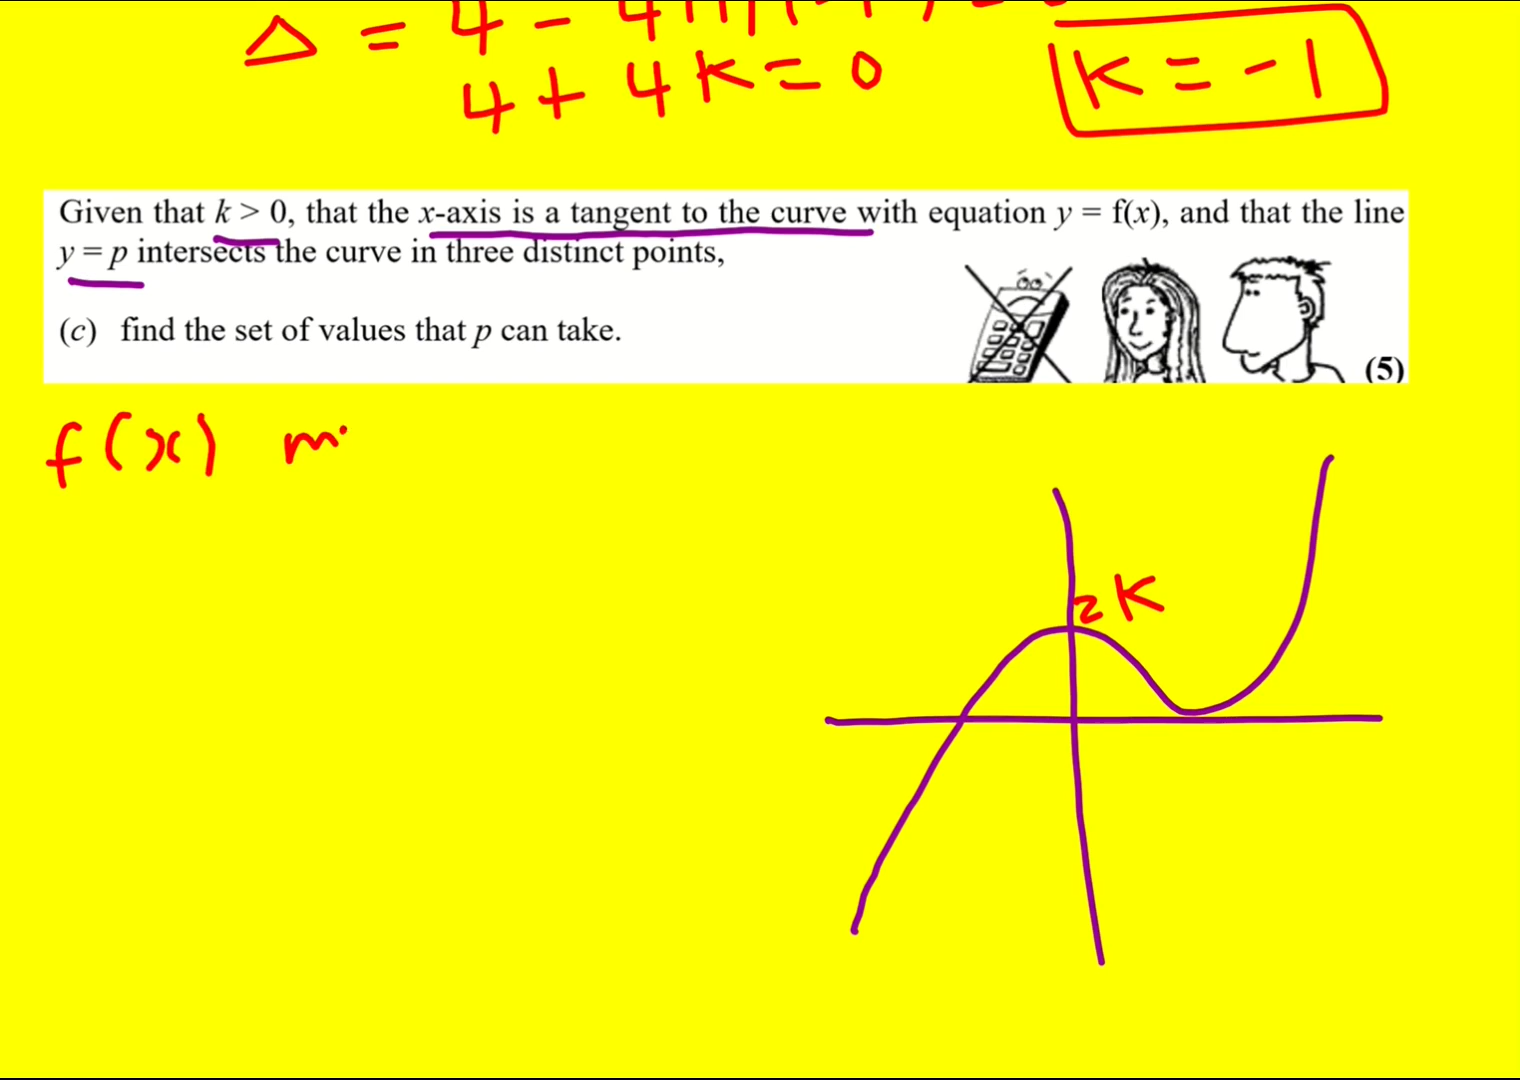 Δ = 4 -
4 + 4K = 0
K = -1
Given that k > 0, that the x-axis is a tangent to the curve with equation y = f(x), and that the line
y = p intersects the curve in three distinct points,
(c) find the set of values that p can take.
(5)
f(x) m
2K